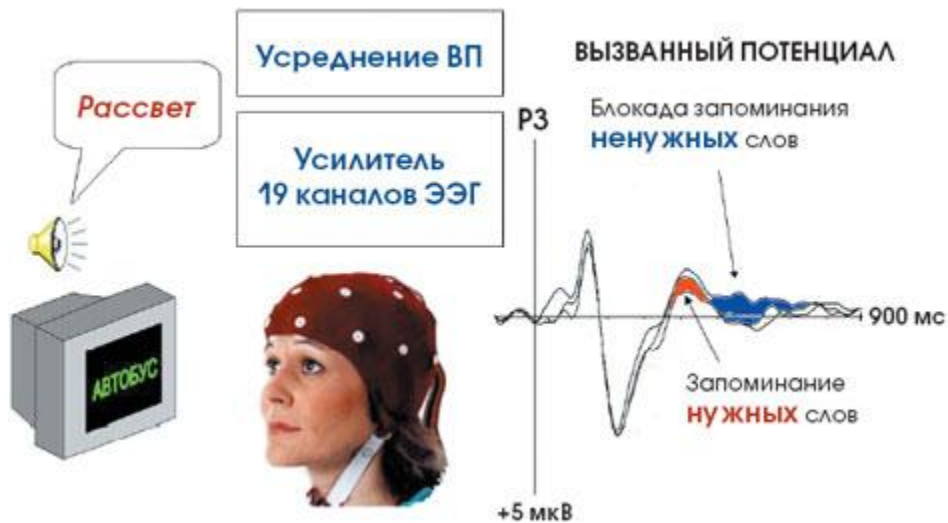 Рассвет
АВТОБУС
Усреднение ВП
Усилитель
19 каналов ЭЭГ
ВЫЗВАННЫЙ ПОТЕНЦИАЛ
P3
Блокада запоминания
ненужных слов
900 мс
Запоминание
нужных слов
+5 мкВ